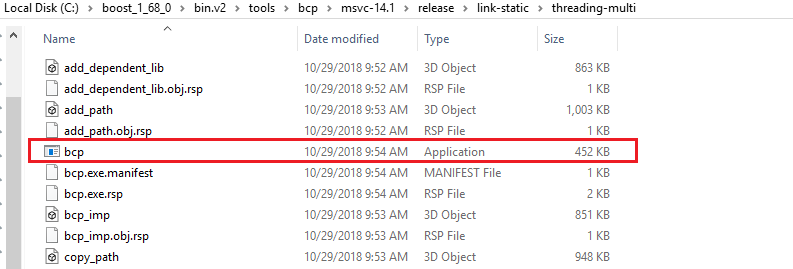 Local Disk (C:) › boost_1_68_0 › bin.v2 › tools › bcp › msvc-14.1 › release › link-static › threading-multi
Name Date modified Type Size
add_dependent_lib 10/29/2018 9:52 AM 3D Object 863 KB
add_dependent_lib.obj.rsp 10/29/2018 9:52 AM RSP File 1 KB
add_path 10/29/2018 9:53 AM 3D Object 1,003 KB
add_path.obj.rsp 10/29/2018 9:52 AM RSP File 1 KB
bcp 10/29/2018 9:54 AM Application 452 KB
bcp.exe.manifest 10/29/2018 9:54 AM MANIFEST File 1 KB
bcp.exe.rsp 10/29/2018 9:54 AM RSP File 2 KB
bcp_imp 10/29/2018 9:53 AM 3D Object 851 KB
bcp_imp.obj.rsp 10/29/2018 9:53 AM RSP File 1 KB
copy_path 10/29/2018 9:53 AM 3D Object 948 KB